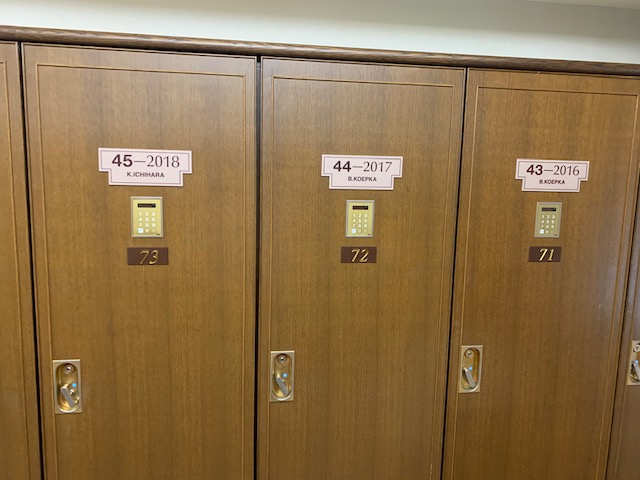 45—2018
K.ICHIHARA
73
44—2017
B.KOEPKA
72
43—2016
B.KOEPKA
71